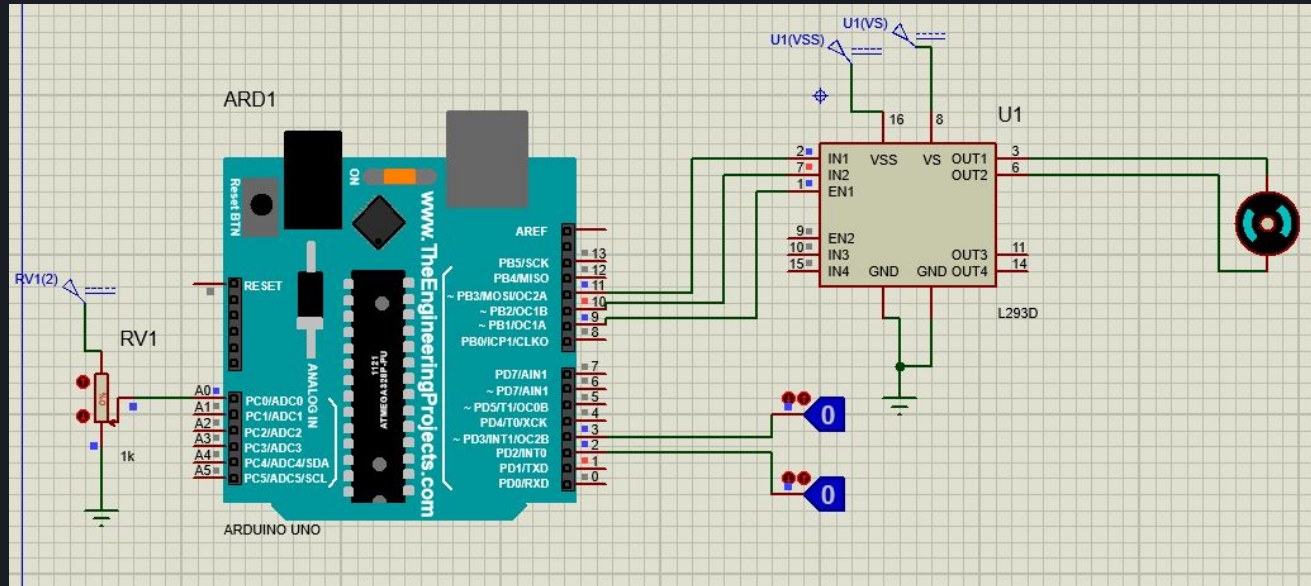 U1(VS)
U1(VSS)
ARD1
U1
16
8
2
7
1
IN1
IN2
EN1
VSS
VS
OUT1
OUT2
3
6
9
10
15
EN2
IN3
IN4
GND
GND
OUT3
OUT4
11
14
L293D
Reset BTN
ON
www.TheEngineeringProjects.com
AREF
PB5/SCK
13
PB4/MISO
12
~ PB3/MOSI/OC2A
11
~ PB2/OC1B
10
~ PB1/OC1A
9
PB0/ICP1/CLKO
8
RESET
RV1(2)
RV1
0%
1k
ANALOG IN
1121
ATMEGA328P-PU
A0
PC0/ADC0
A1
PC1/ADC1
A2
PC2/ADC2
A3
PC3/ADC3
A4
PC4/ADC4/SDA
A5
PC5/ADC5/SCL
PD7/AIN1
7
~ PD7/AIN1
6
~ PD5/T1/OC0B
5
PD4/T0/XCK
4
~ PD3/INT1/OC2B
3
PD2/INT0
2
PD1/TXD
1
PD0/RXD
0
0
0
ARDUINO UNO